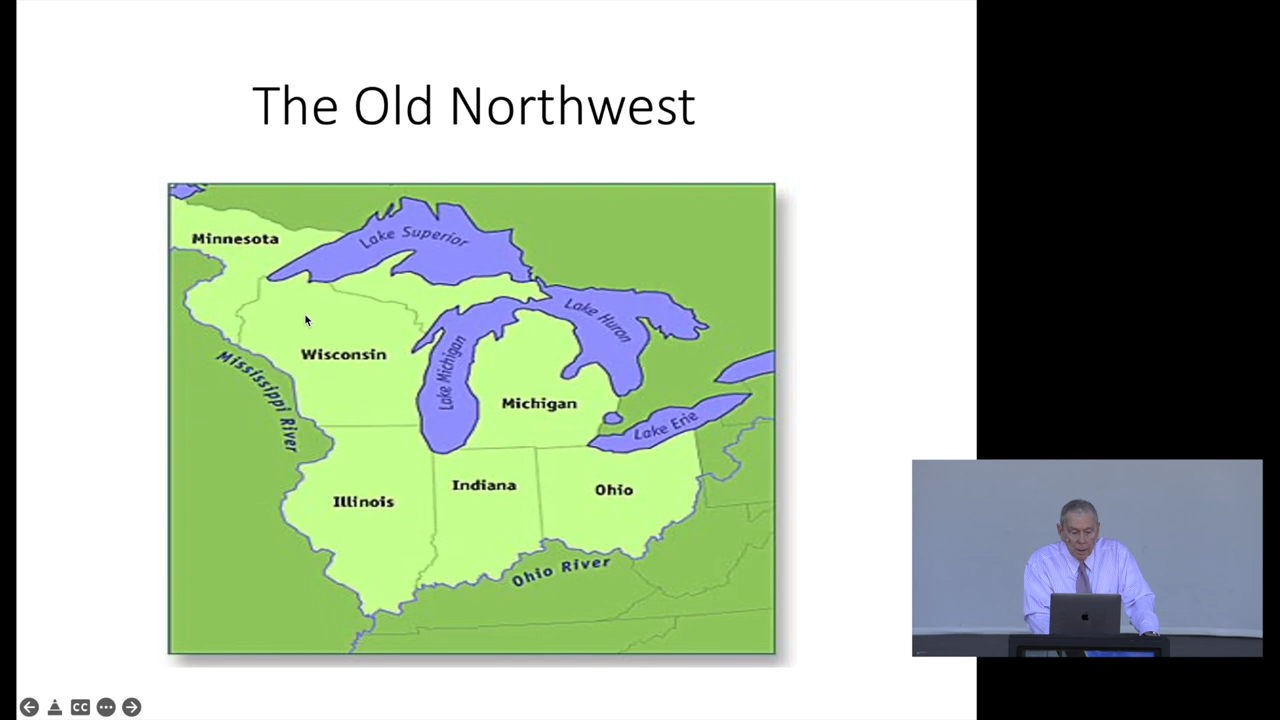 The Old Northwest
Minnesota
Lake Superior
Lake Huron
Wisconsin
Mississippi River
Lake Michigan
Michigan
Lake Erie
Illinois
Indiana
Ohio
Ohio River
CC